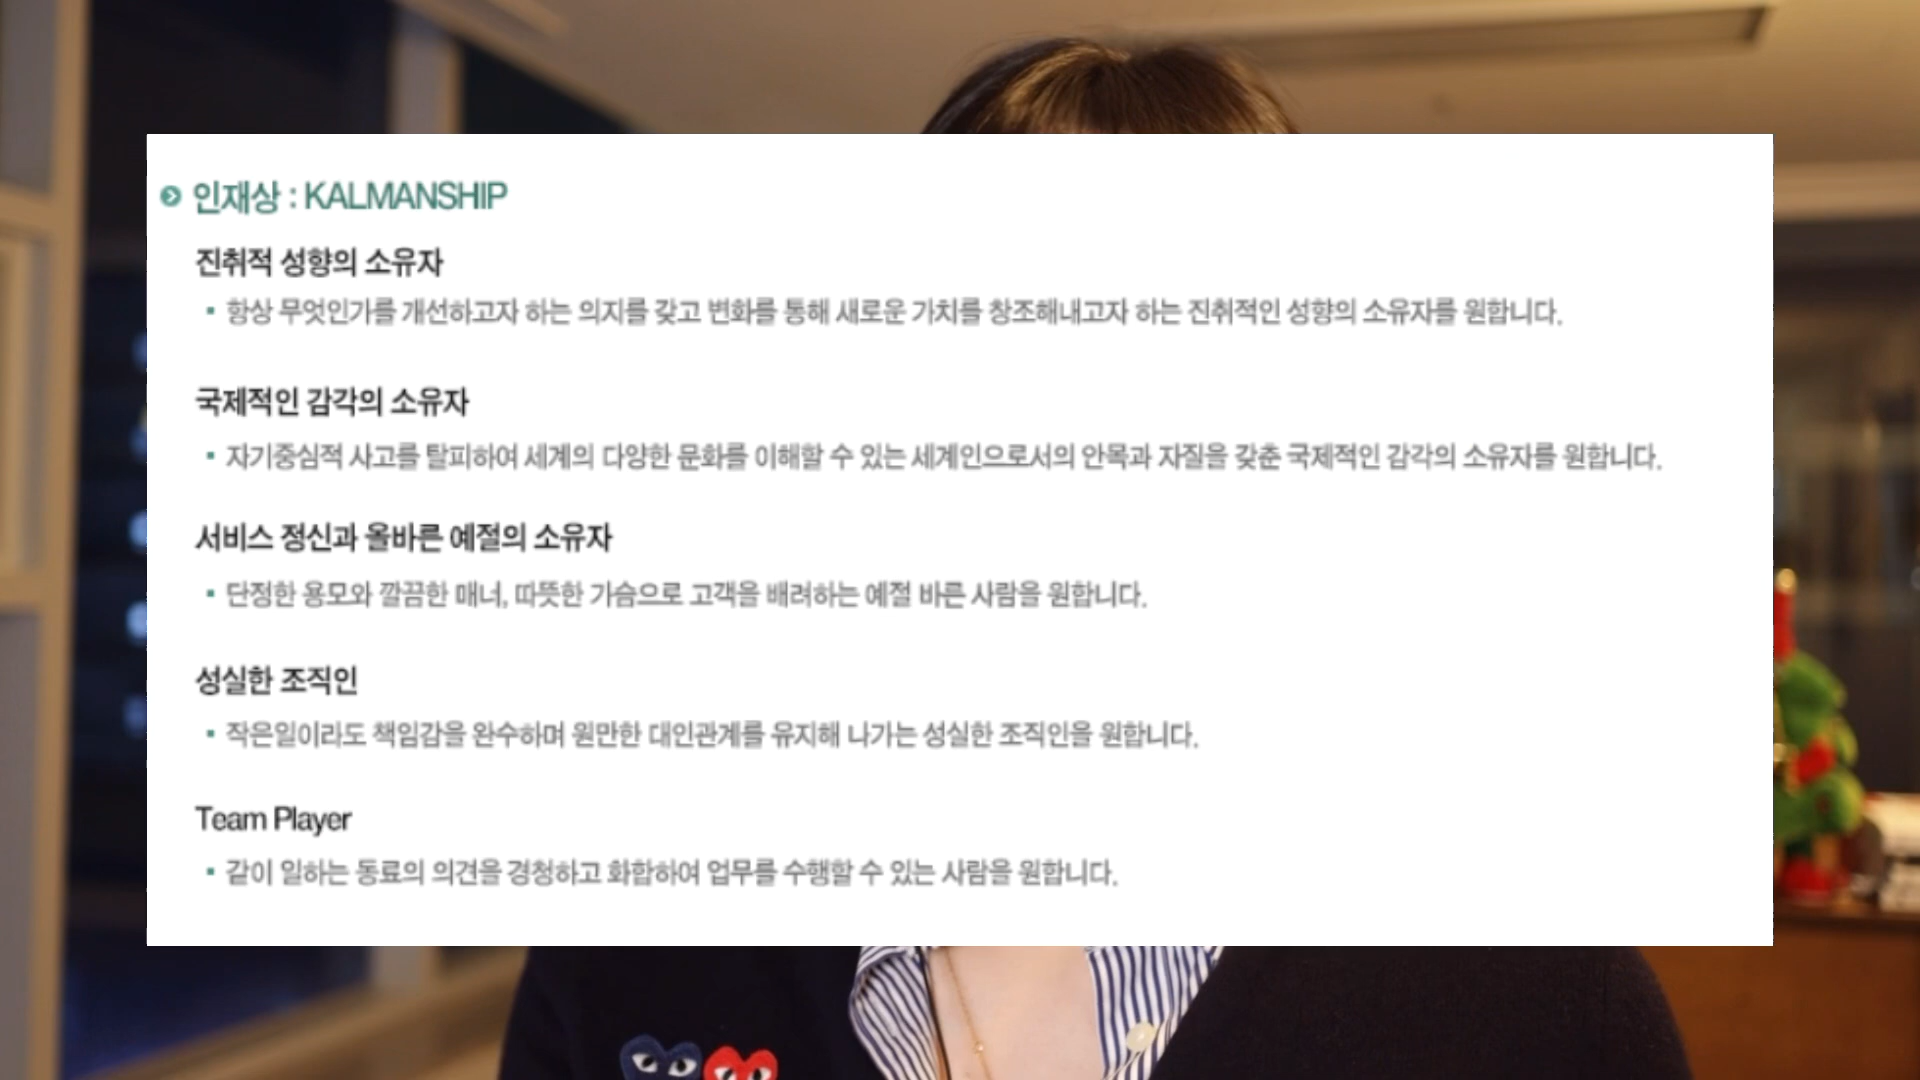 인재상 : KALMANSHIP
진취적 성향의 소유자
항상 무엇인가를 개선하고자 하는 의지를 갖고 변화를 통해 새로운 가치를 창조해내고자 하는 진취적인 성향의 소유자를 원합니다.
국제적인 감각의 소유자
자기중심적 사고를 탈피하여 세계의 다양한 문화를 이해할 수 있는 세계인으로서의 안목과 자질을 갖춘 국제적인 감각의 소유자를 원합니다.
서비스 정신과 올바른 예절의 소유자
단정한 용모와 깔끔한 매너, 따뜻한 가슴으로 고객을 배려하는 예절 바른 사람을 원합니다.
성실한 조직인
작은일이라도 책임감을 완수하며 원만한 대인관계를 유지해 나가는 성실한 조직인을 원합니다.
Team Player
같이 일하는 동료의 의견을 경청하고 화합하여 업무를 수행할 수 있는 사람을 원합니다.